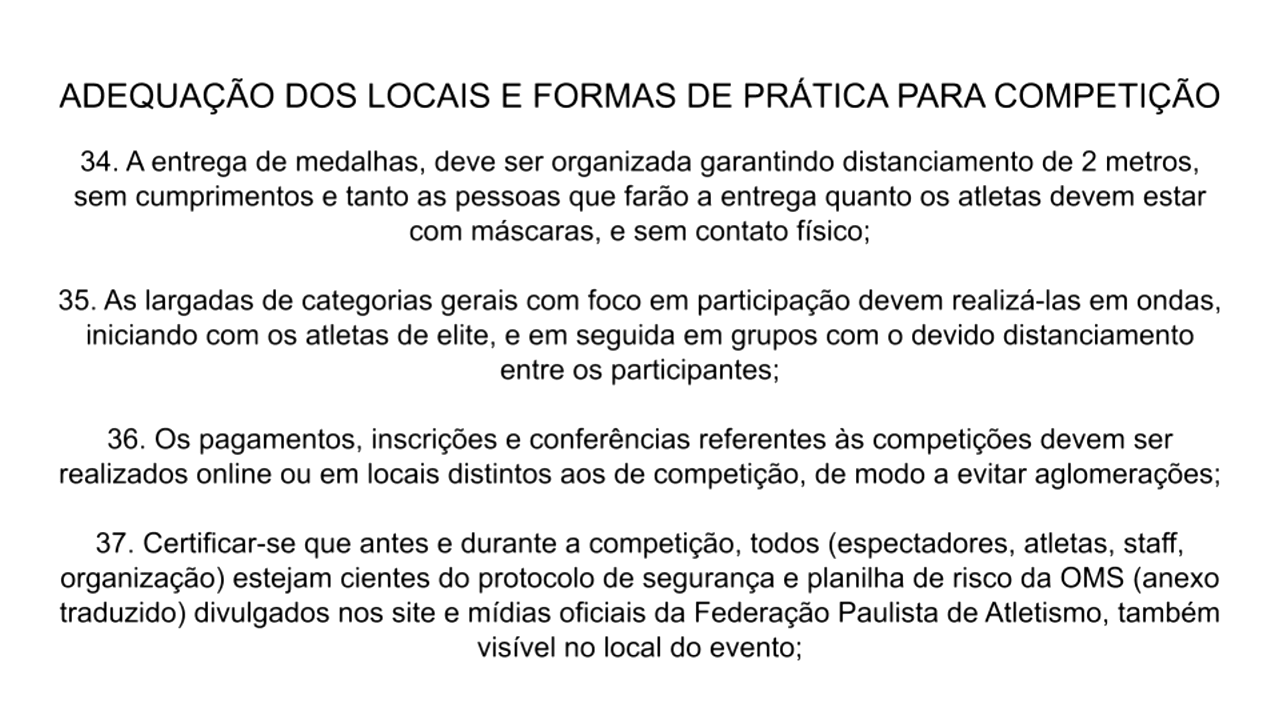 ADEQUAÇÃO DOS LOCAIS E FORMAS DE PRÁTICA PARA COMPETIÇÃO
34. A entrega de medalhas, deve ser organizada garantindo distanciamento de 2 metros,
sem cumprimentos e tanto as pessoas que farão a entrega quanto os atletas devem estar
com máscaras, e sem contato físico;
35. As largadas de categorias gerais com foco em participação devem realizá-las em ondas,
iniciando com os atletas de elite, e em seguida em grupos com o devido distanciamento
entre os participantes;
36. Os pagamentos, inscrições e conferências referentes às competições devem ser
realizados online ou em locais distintos aos de competição, de modo a evitar aglomerações;
37. Certificar-se que antes e durante a competição, todos (espectadores, atletas, staff,
organização) estejam cientes do protocolo de segurança e planilha de risco da OMS (anexo
traduzido) divulgados nos site e mídias oficiais da Federação Paulista de Atletismo, também
visível no local do evento;